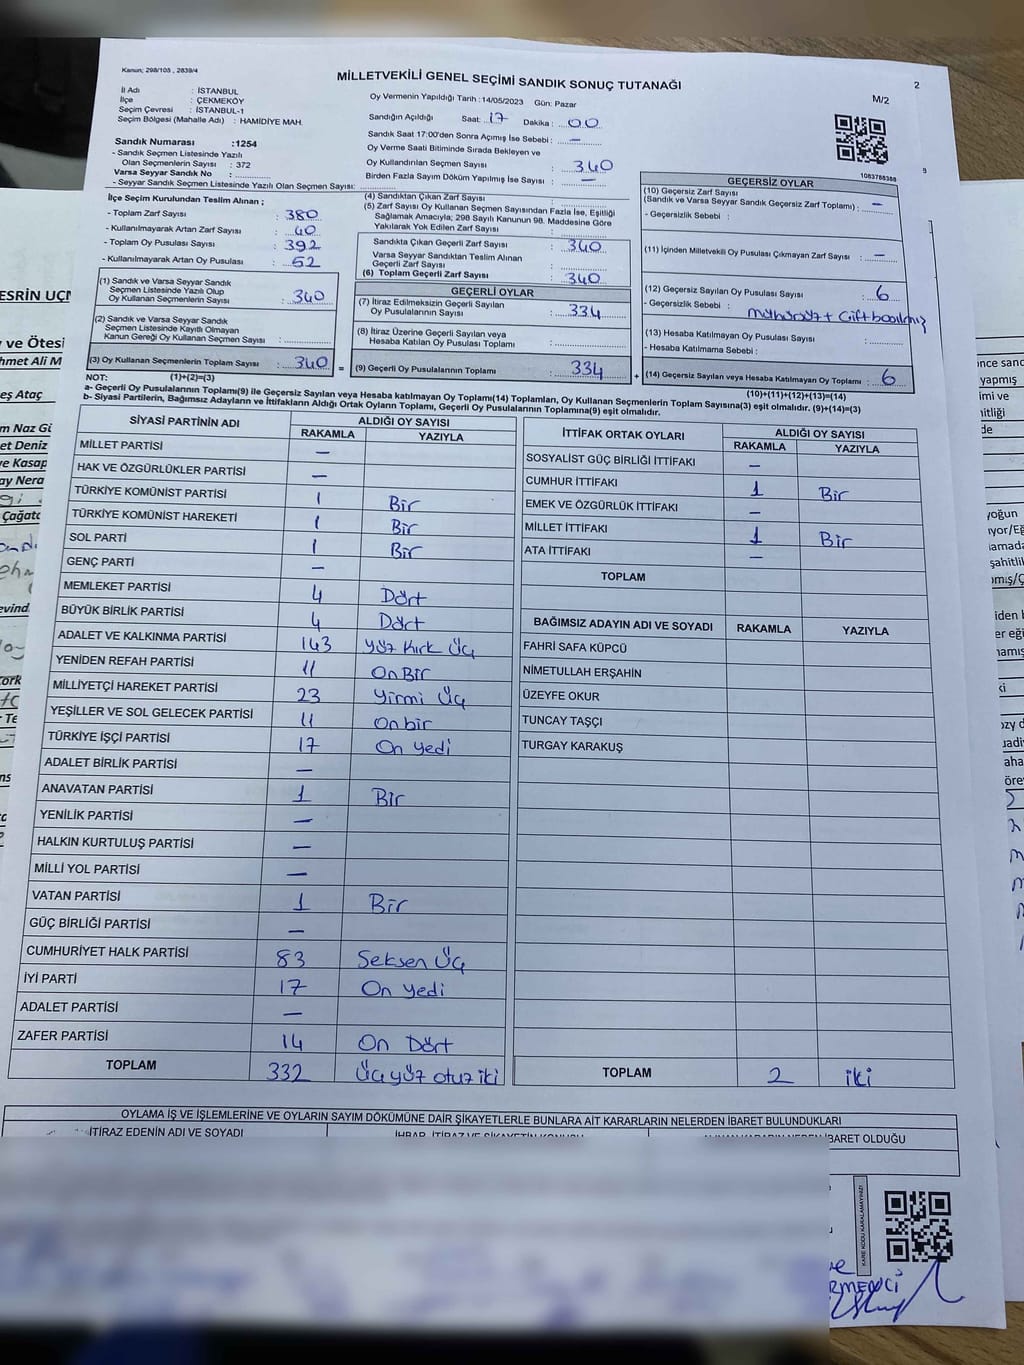 Kanun; 298/105 , 2839/4
MİLLETVEKİLİ GENEL SEÇİMİ SANDIK SONUÇ TUTANAĞI
2
M/2
İl Adı : İSTANBUL
İlçe : ÇEKMEKÖY
Seçim Çevresi : İSTANBUL-1
Seçim Bölgesi (Mahalle Adı) : HAMİDİYE MAH.
Oy Vermenin Yapıldığı Tarih :14/05/2023 Gün: Pazar
Sandığın Açıldığı Saat: 17 Dakika : 00
Sandık Saat 17:00'den Sonra Açımış İse Sebebi : —
Oy Verme Saati Bitiminde Sırada Bekleyen ve
Oy Kullandırılan Seçmen Sayısı : 340
Birden Fazla Sayım Döküm Yapılmış İse Sayısı : —
1083788388
Sandık Numarası :1254
- Sandık Seçmen Listesinde Yazılı
Olan Seçmenlerin Sayısı : 372
Varsa Seyyar Sandık No :
- Seyyar Sandık Seçmen Listesinde Yazılı Olan Seçmen Sayısı:
İlçe Seçim Kurulundan Teslim Alınan ;
- Toplam Zarf Sayısı : 380
- Kullanılmayarak Artan Zarf Sayısı : 40
- Toplam Oy Pusulası Sayısı : 392
- Kullanılmayarak Artan Oy Pusulası : 52
(4) Sandıktan Çıkan Zarf Sayısı :
(5) Zarf Sayısı Oy Kullanan Seçmen Sayısından Fazla İse, Eşitliği
Sağlamak Amacıyla; 298 Sayılı Kanunun 98. Maddesine Göre
Yakılarak Yok Edilen Zarf Sayısı :
Sandıkta Çıkan Geçerli Zarf Sayısı : 340
Varsa Seyyar Sandıktan Teslim Alınan
Geçerli Zarf Sayısı :
(6) Toplam Geçerli Zarf Sayısı : 340
GEÇERSİZ OYLAR
(10) Geçersiz Zarf Sayısı
(Sandık ve Varsa Seyyar Sandık Geçersiz Zarf Toplamı) : —
- Geçersizlik Sebebi :
(11) İçinden Milletvekili Oy Pusulası Çıkmayan Zarf Sayısı : —
(12) Geçersiz Sayılan Oy Pusulası Sayısı : 6
- Geçersizlik Sebebi :
(13) Hesaba Katılmayan Oy Pusulası Sayısı :
- Hesaba Katılmama Sebebi :
(14) Geçersiz Sayılan veya Hesaba Katılmayan Oy Toplamı : 6
(1) Sandık ve Varsa Seyyar Sandık
Seçmen Listesinde Yazılı Olup
Oy Kullanan Seçmenlerin Sayısı : 340
(2) Sandık ve Varsa Seyyar Sandık
Seçmen Listesinde Kayıtlı Olmayan
Kanun Gereği Oy Kullanan Seçmen Sayısı :
(3) Oy Kullanan Seçmenlerin Toplam Sayısı : 340
=
GEÇERLİ OYLAR
(7) İtiraz Edilmeksizin Geçerli Sayılan
Oy Pusulalarının Sayısı : 334
(8) İtiraz Üzerine Geçerli Sayılan veya
Hesaba Katılan Oy Pusulası Toplamı :
(9) Geçerli Oy Pusulalarının Toplamı : 334
+
NOT: (1)+(2)=(3)
(10)+(11)+(12)+(13)=(14)
a- Geçerli Oy Pusulalarının Toplamı(9) ile Geçersiz Sayılan veya Hesaba katılmayan Oy Toplamı(14) Toplamları, Oy Kullanan Seçmenlerin Toplam Sayısına(3) eşit olmalıdır. (9)+(14)=(3)
b- Siyasi Partilerin, Bağımsız Adayların ve İttifakların Aldığı Ortak Oyların Toplamı, Geçerli Oy Pusulalarının Toplamına(9) eşit olmalıdır.
SİYASİ PARTİNİN ADI ALDIĞI OY SAYISI
RAKAMLA YAZIYLA
MİLLET PARTİSİ —
HAK VE ÖZGÜRLÜKLER PARTİSİ —
TÜRKİYE KOMÜNİST PARTİSİ 1 Bir
TÜRKİYE KOMÜNİST HAREKETİ 1 Bir
SOL PARTİ 1 Bir
GENÇ PARTİ —
MEMLEKET PARTİSİ 4 Dört
BÜYÜK BİRLİK PARTİSİ 4 Dört
ADALET VE KALKINMA PARTİSİ 143 Yüz Kırk Üç
YENİDEN REFAH PARTİSİ 11 On Bir
MİLLİYETÇİ HAREKET PARTİSİ 23 Yirmi Üç
YEŞİLLER VE SOL GELECEK PARTİSİ 11 On bir
TÜRKİYE İŞÇİ PARTİSİ 17 On yedi
ADALET BİRLİK PARTİSİ —
ANAVATAN PARTİSİ 1 Bir
YENİLİK PARTİSİ —
HALKIN KURTULUŞ PARTİSİ —
MİLLİ YOL PARTİSİ —
VATAN PARTİSİ 1 Bir
GÜÇ BİRLİĞİ PARTİSİ —
CUMHURİYET HALK PARTİSİ 83 Seksen Üç
İYİ PARTİ 17 On yedi
ADALET PARTİSİ —
ZAFER PARTİSİ 14 On Dört
TOPLAM 332 Üç yüz otuz iki
İTTİFAK ORTAK OYLARI ALDIĞI OY SAYISI
RAKAMLA YAZIYLA
SOSYALİST GÜÇ BİRLİĞİ İTTİFAKI —
CUMHUR İTTİFAKI 1 Bir
EMEK VE ÖZGÜRLÜK İTTİFAKI —
MİLLET İTTİFAKI 1 Bir
ATA İTTİFAKI —
TOPLAM
BAĞIMSIZ ADAYIN ADI VE SOYADI RAKAMLA YAZIYLA
FAHRİ SAFA KÜPCÜ
NİMETULLAH ERŞAHİN
ÜZEYFE OKUR
TUNCAY TAŞÇI
TURGAY KARAKUŞ
TOPLAM 2 iki
OYLAMA İŞ VE İŞLEMLERİNE VE OYLARIN SAYIM DÖKÜMÜNE DAİR ŞİKAYETLERLE BUNLARA AİT KARARLARIN NELERDEN İBARET BULUNDUKLARI
İTİRAZ EDENİN ADI VE SOYADI
İBARET OLDUĞU
KARE KODU KARALAMAYINIZ!